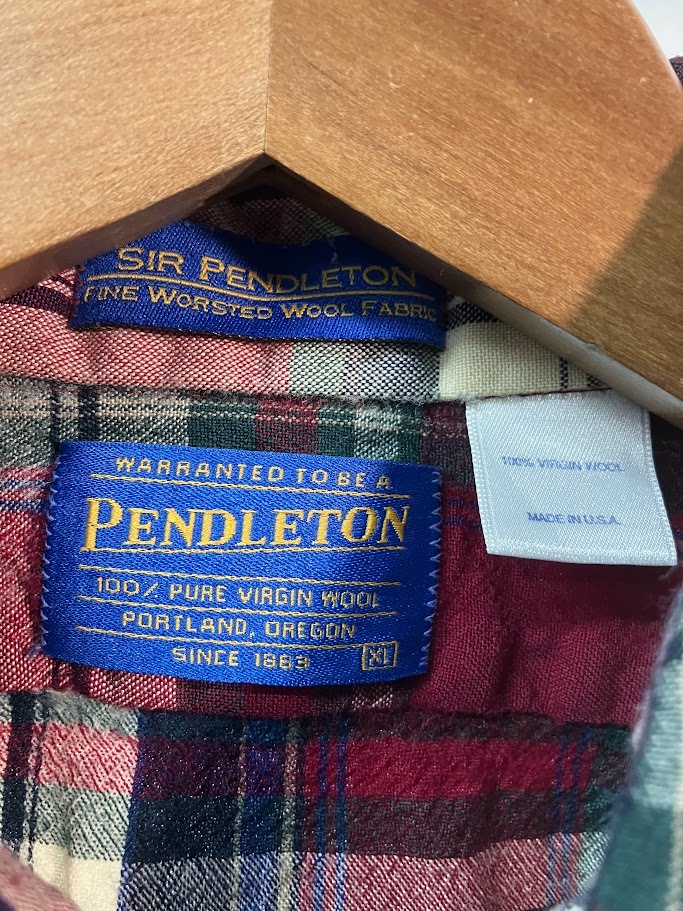 SIR PENDLETON
FINE WORSTED WOOL FABRIC
WARRANTED TO BE A
PENDLETON
100% PURE VIRGIN WOOL
PORTLAND, OREGON
SINCE 1863 XL
100% VIRGIN WOOL
MADE IN U.S.A.